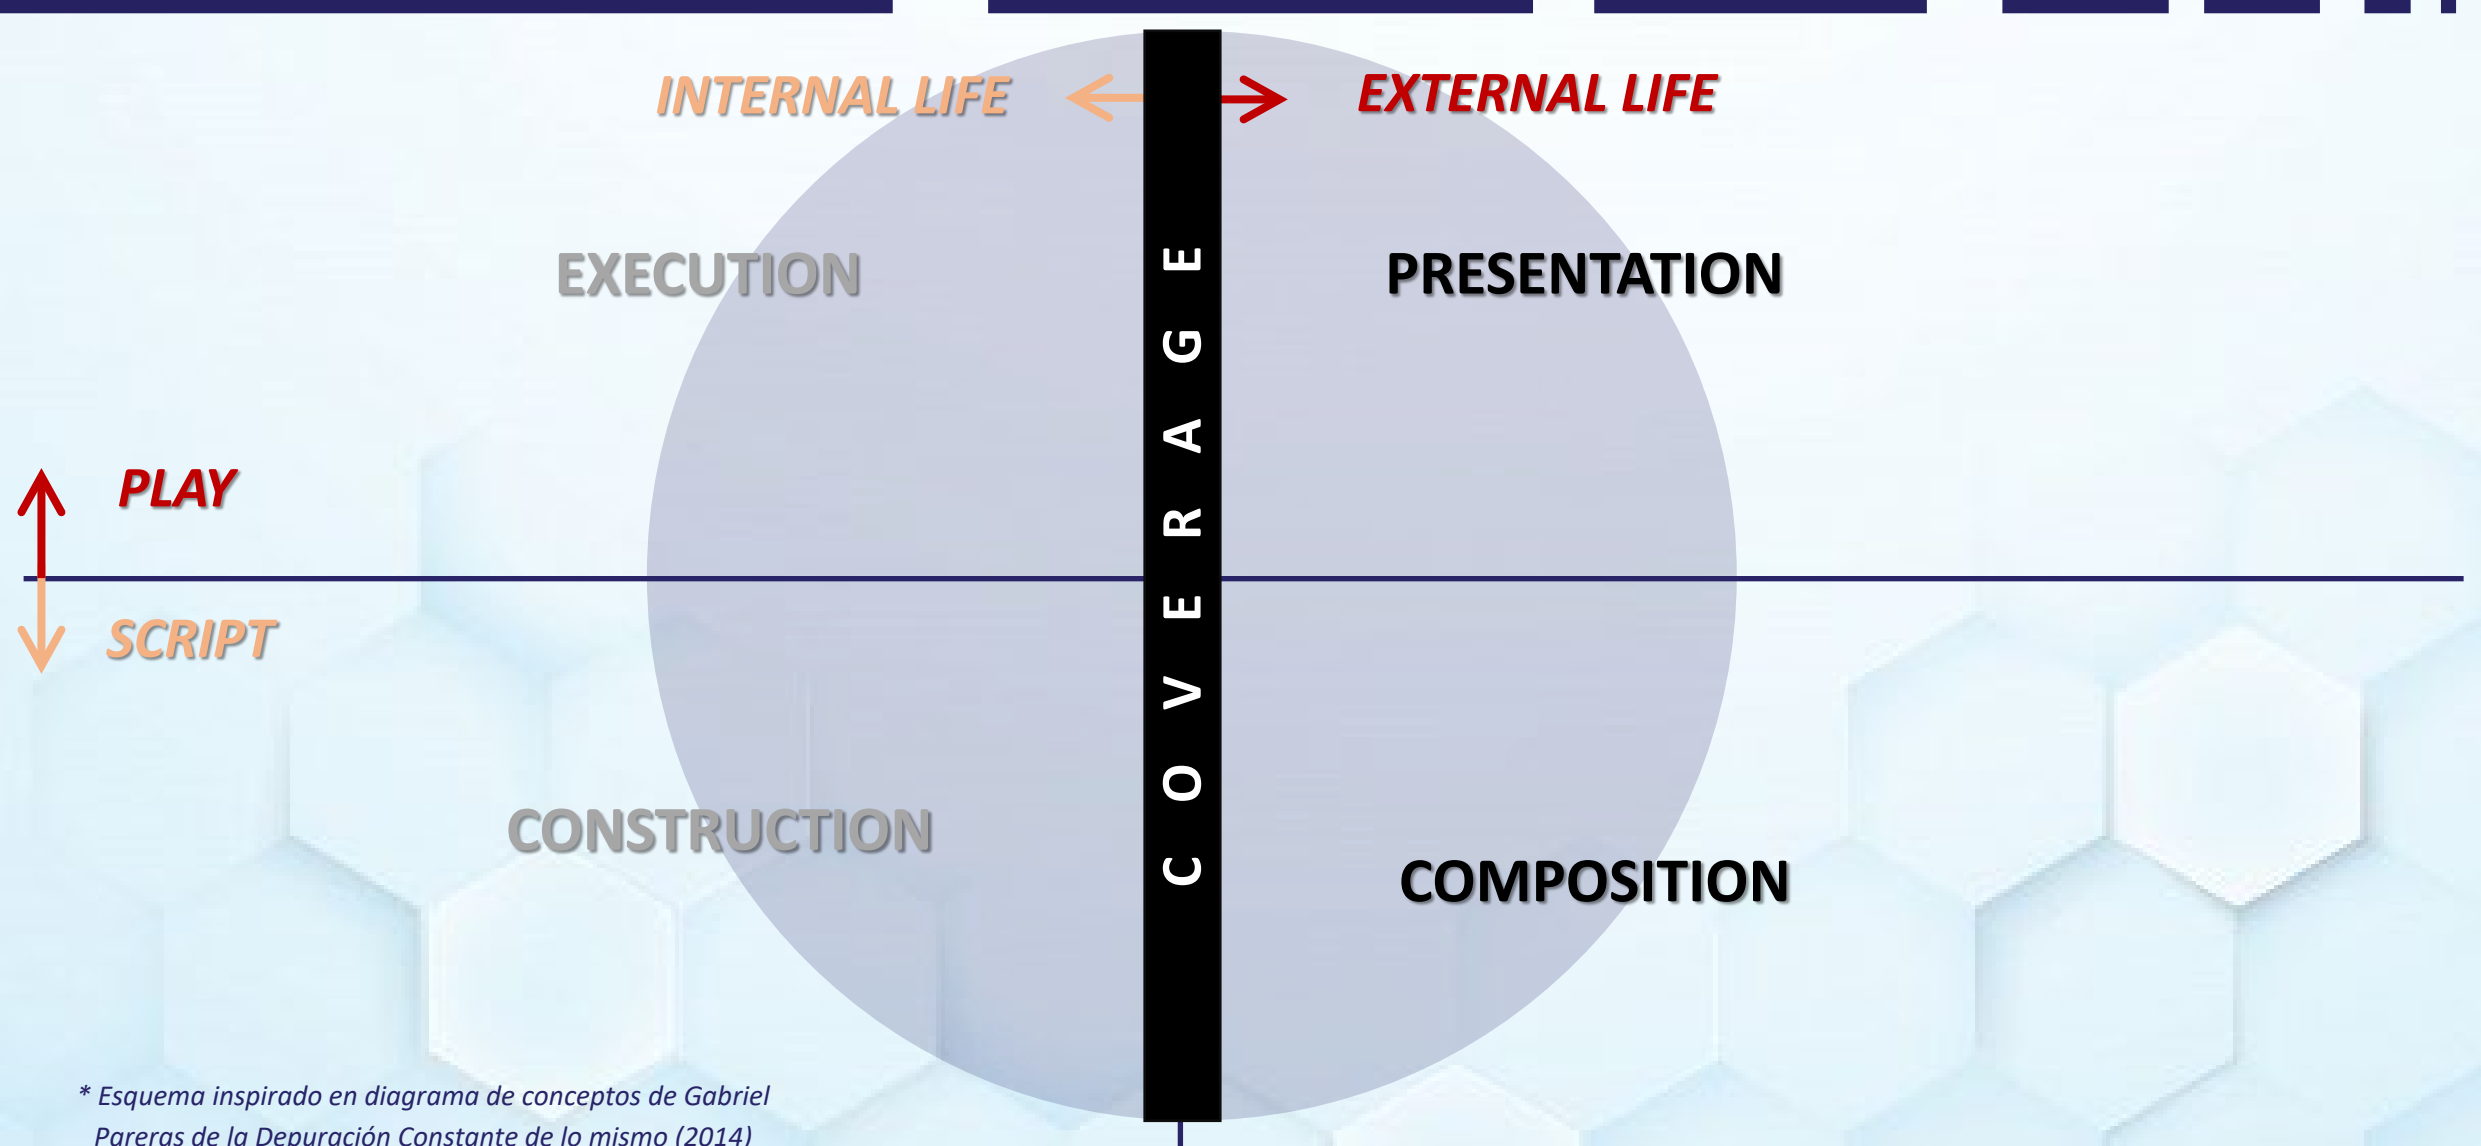 INTERNAL LIFE
EXTERNAL LIFE
EXECUTION
PRESENTATION
COVERAGE
PLAY
SCRIPT
CONSTRUCTION
COMPOSITION
* Esquema inspirado en diagrama de conceptos de Gabriel
Pareras de la Depuración Constante de lo mismo (2014)